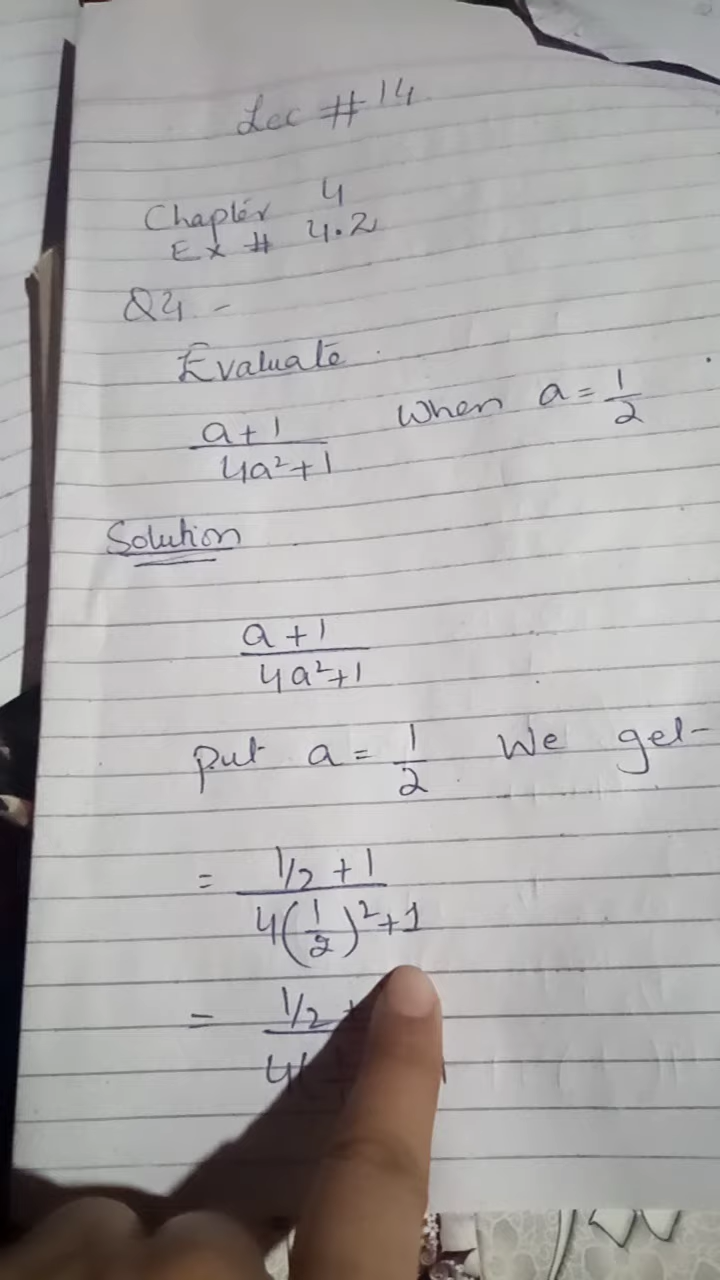 Lec # 14
Chapter 4
Ex # 4.2
Q4 -
Evaluate
a+1 / 4a²+1 When a = 1/2
Solution
a+1 / 4a²+1
put a = 1/2 We get
= 1/2 + 1 / 4(1/2)²+1
= 1/2 + / 4(